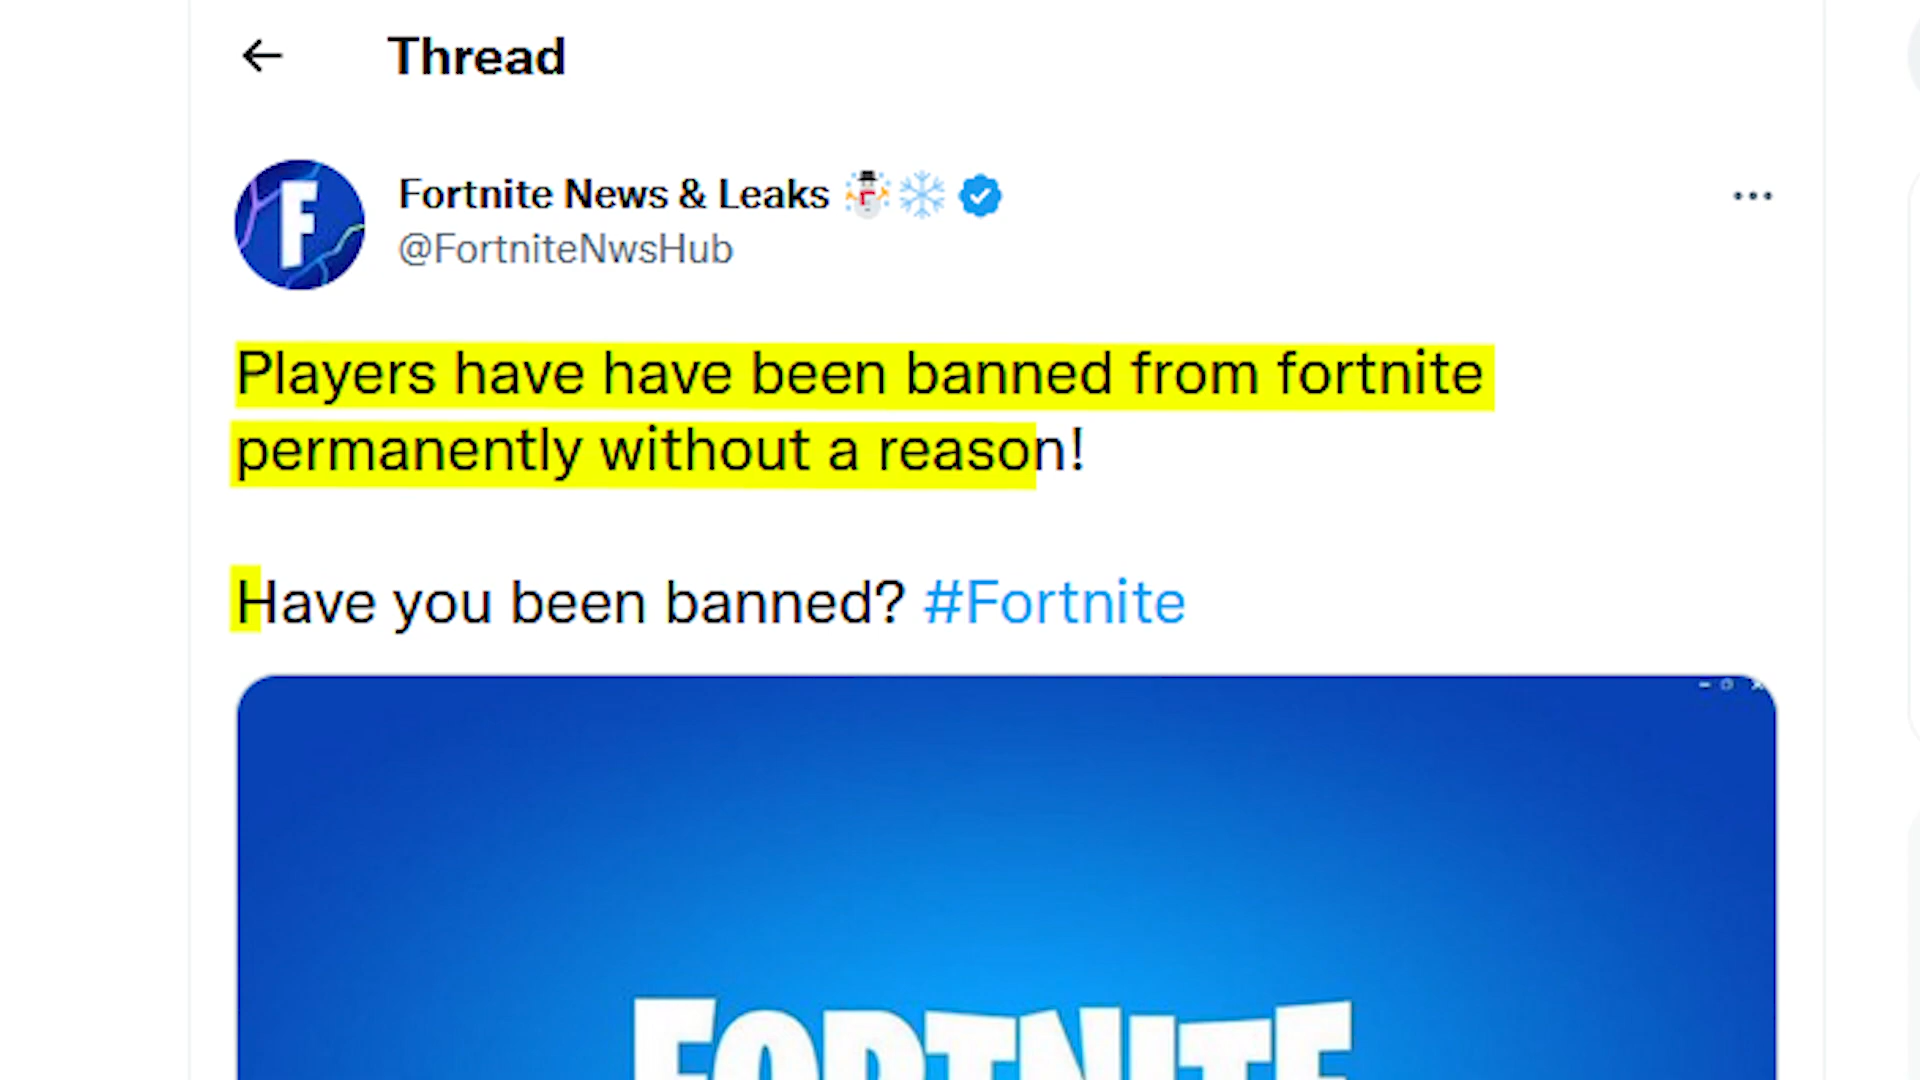 Thread
Fortnite News & Leaks
@FortniteNwsHub
Players have have been banned from fortnite
permanently without a reason!
Have you been banned? #Fortnite
FORTNITE